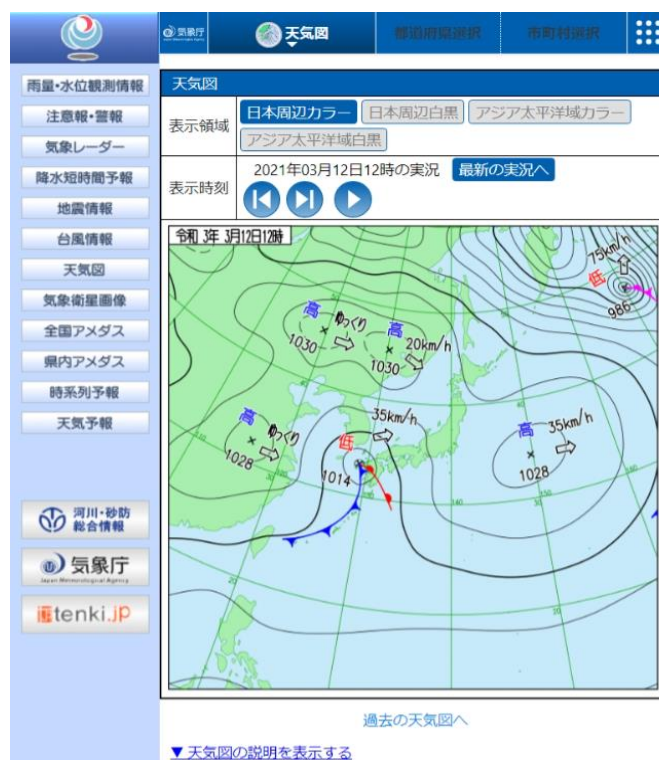 気象庁
天気図
都道府県選択
市町村選択
雨量・水位観測情報
注意報・警報
気象レーダー
降水短時間予報
地震情報
台風情報
天気図
気象衛星画像
全国アメダス
県内アメダス
時系列予報
天気予報
河川・砂防
総合情報
気象庁
Japan Meteorological Agency
tenki.jp
天気図
表示領域
日本周辺カラー
日本周辺白黒
アジア太平洋域カラー
アジア太平洋域白黒
表示時刻
2021年03月12日12時の実況
最新の実況へ
令和 3年 3月12日12時
75km/h
低
986
高
ゆっくり
1030
高
20km/h
1030
高
ゆっくり
1028
35km/h
低
1014
高
35km/h
1028
過去の天気図へ
▼ 天気図の説明を表示する